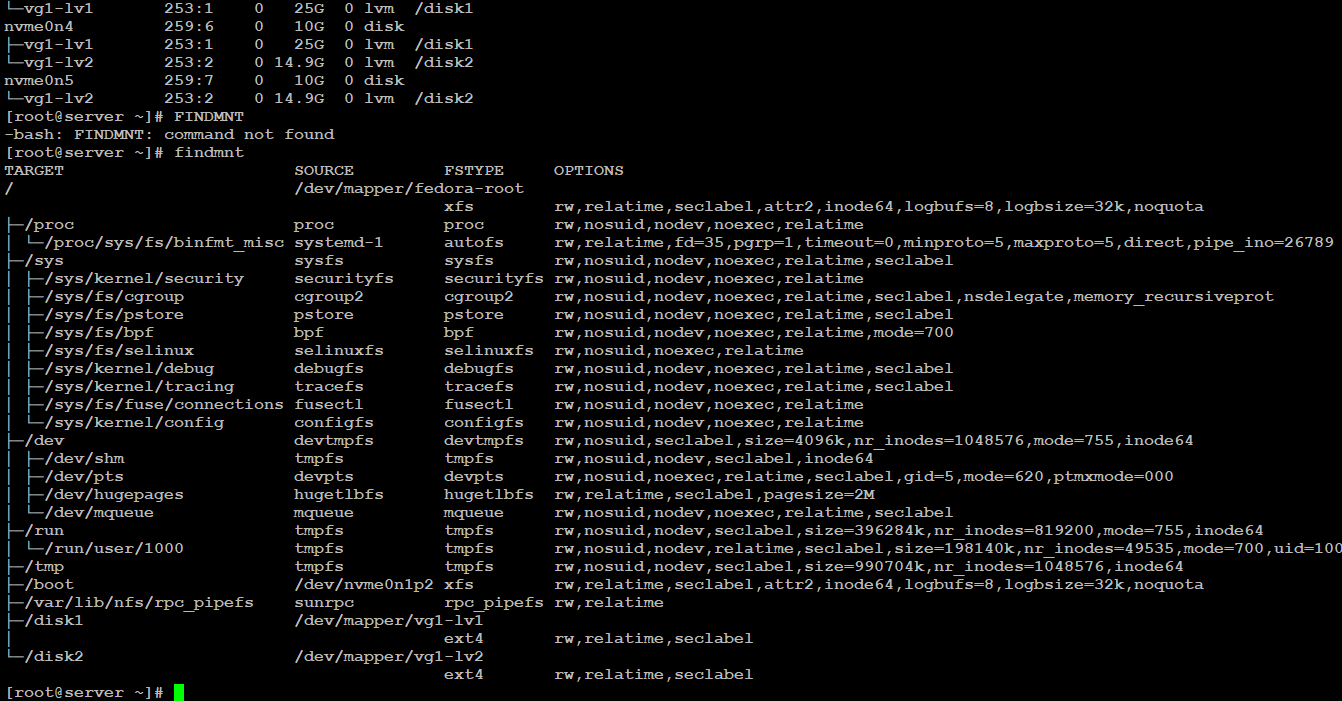 └─vg1-lv1       253:1    0   25G  0 lvm  /disk1
nvme0n4         259:6    0   10G  0 disk
├─vg1-lv1       253:1    0   25G  0 lvm  /disk1
└─vg1-lv2       253:2    0 14.9G  0 lvm  /disk2
nvme0n5         259:7    0   10G  0 disk
└─vg1-lv2       253:2    0 14.9G  0 lvm  /disk2
[root@server ~]# FINDMNT
-bash: FINDMNT: command not found
[root@server ~]# findmnt
TARGET                       SOURCE         FSTYPE     OPTIONS
/                            /dev/mapper/fedora-root
                                            xfs        rw,relatime,seclabel,attr2,inode64,logbufs=8,logbsize=32k,noquota
├─/proc                      proc           proc       rw,nosuid,nodev,noexec,relatime
│ └─/proc/sys/fs/binfmt_misc systemd-1      autofs     rw,relatime,fd=35,pgrp=1,timeout=0,minproto=5,maxproto=5,direct,pipe_ino=26789
├─/sys                       sysfs          sysfs      rw,nosuid,nodev,noexec,relatime,seclabel
│ ├─/sys/kernel/security     securityfs     securityfs rw,nosuid,nodev,noexec,relatime
│ ├─/sys/fs/cgroup           cgroup2        cgroup2    rw,nosuid,nodev,noexec,relatime,seclabel,nsdelegate,memory_recursiveprot
│ ├─/sys/fs/pstore           pstore         pstore     rw,nosuid,nodev,noexec,relatime,seclabel
│ ├─/sys/fs/bpf              bpf            bpf        rw,nosuid,nodev,noexec,relatime,mode=700
│ ├─/sys/fs/selinux          selinuxfs      selinuxfs  rw,nosuid,noexec,relatime
│ ├─/sys/kernel/debug        debugfs        debugfs    rw,nosuid,nodev,noexec,relatime,seclabel
│ ├─/sys/kernel/tracing      tracefs        tracefs    rw,nosuid,nodev,noexec,relatime,seclabel
│ ├─/sys/fs/fuse/connections fusectl        fusectl    rw,nosuid,nodev,noexec,relatime
│ └─/sys/kernel/config       configfs       configfs   rw,nosuid,nodev,noexec,relatime
├─/dev                       devtmpfs       devtmpfs   rw,nosuid,seclabel,size=4096k,nr_inodes=1048576,mode=755,inode64
│ ├─/dev/shm                 tmpfs          tmpfs      rw,nosuid,nodev,seclabel,inode64
│ ├─/dev/pts                 devpts         devpts     rw,nosuid,noexec,relatime,seclabel,gid=5,mode=620,ptmxmode=000
│ ├─/dev/hugepages           hugetlbfs      hugetlbfs  rw,relatime,seclabel,pagesize=2M
│ └─/dev/mqueue              mqueue         mqueue     rw,nosuid,nodev,noexec,relatime,seclabel
├─/run                       tmpfs          tmpfs      rw,nosuid,nodev,seclabel,size=396284k,nr_inodes=819200,mode=755,inode64
│ └─/run/user/1000           tmpfs          tmpfs      rw,nosuid,nodev,relatime,seclabel,size=198140k,nr_inodes=49535,mode=700,uid=100
├─/tmp                       tmpfs          tmpfs      rw,nosuid,nodev,seclabel,size=990704k,nr_inodes=1048576,inode64
├─/boot                      /dev/nvme0n1p2 xfs        rw,relatime,seclabel,attr2,inode64,logbufs=8,logbsize=32k,noquota
├─/var/lib/nfs/rpc_pipefs    sunrpc         rpc_pipefs rw,relatime
├─/disk1                     /dev/mapper/vg1-lv1
│                                           ext4       rw,relatime,seclabel
└─/disk2                     /dev/mapper/vg1-lv2
                                            ext4       rw,relatime,seclabel
[root@server ~]#